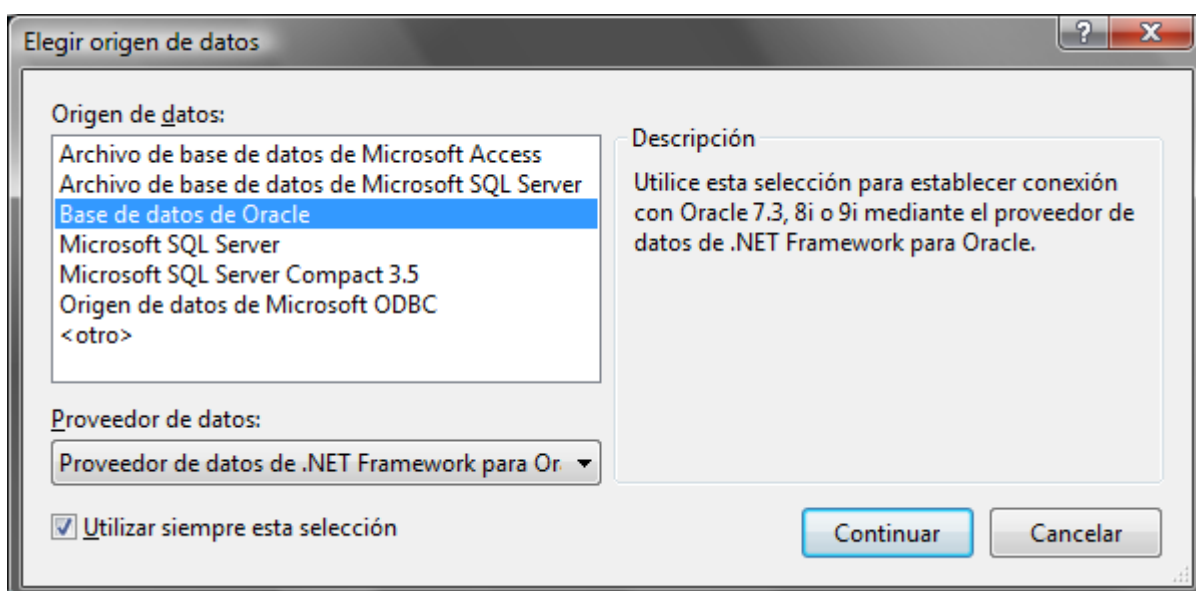 Elegir origen de datos
?
Origen de datos:
Archivo de base de datos de Microsoft Access
Archivo de base de datos de Microsoft SQL Server
Base de datos de Oracle
Microsoft SQL Server
Microsoft SQL Server Compact 3.5
Origen de datos de Microsoft ODBC
<otro>
Descripción
Utilice esta selección para establecer conexión
con Oracle 7.3, 8i o 9i mediante el proveedor de
datos de .NET Framework para Oracle.
Proveedor de datos:
Proveedor de datos de .NET Framework para Or
Utilizar siempre esta selección
Continuar
Cancelar